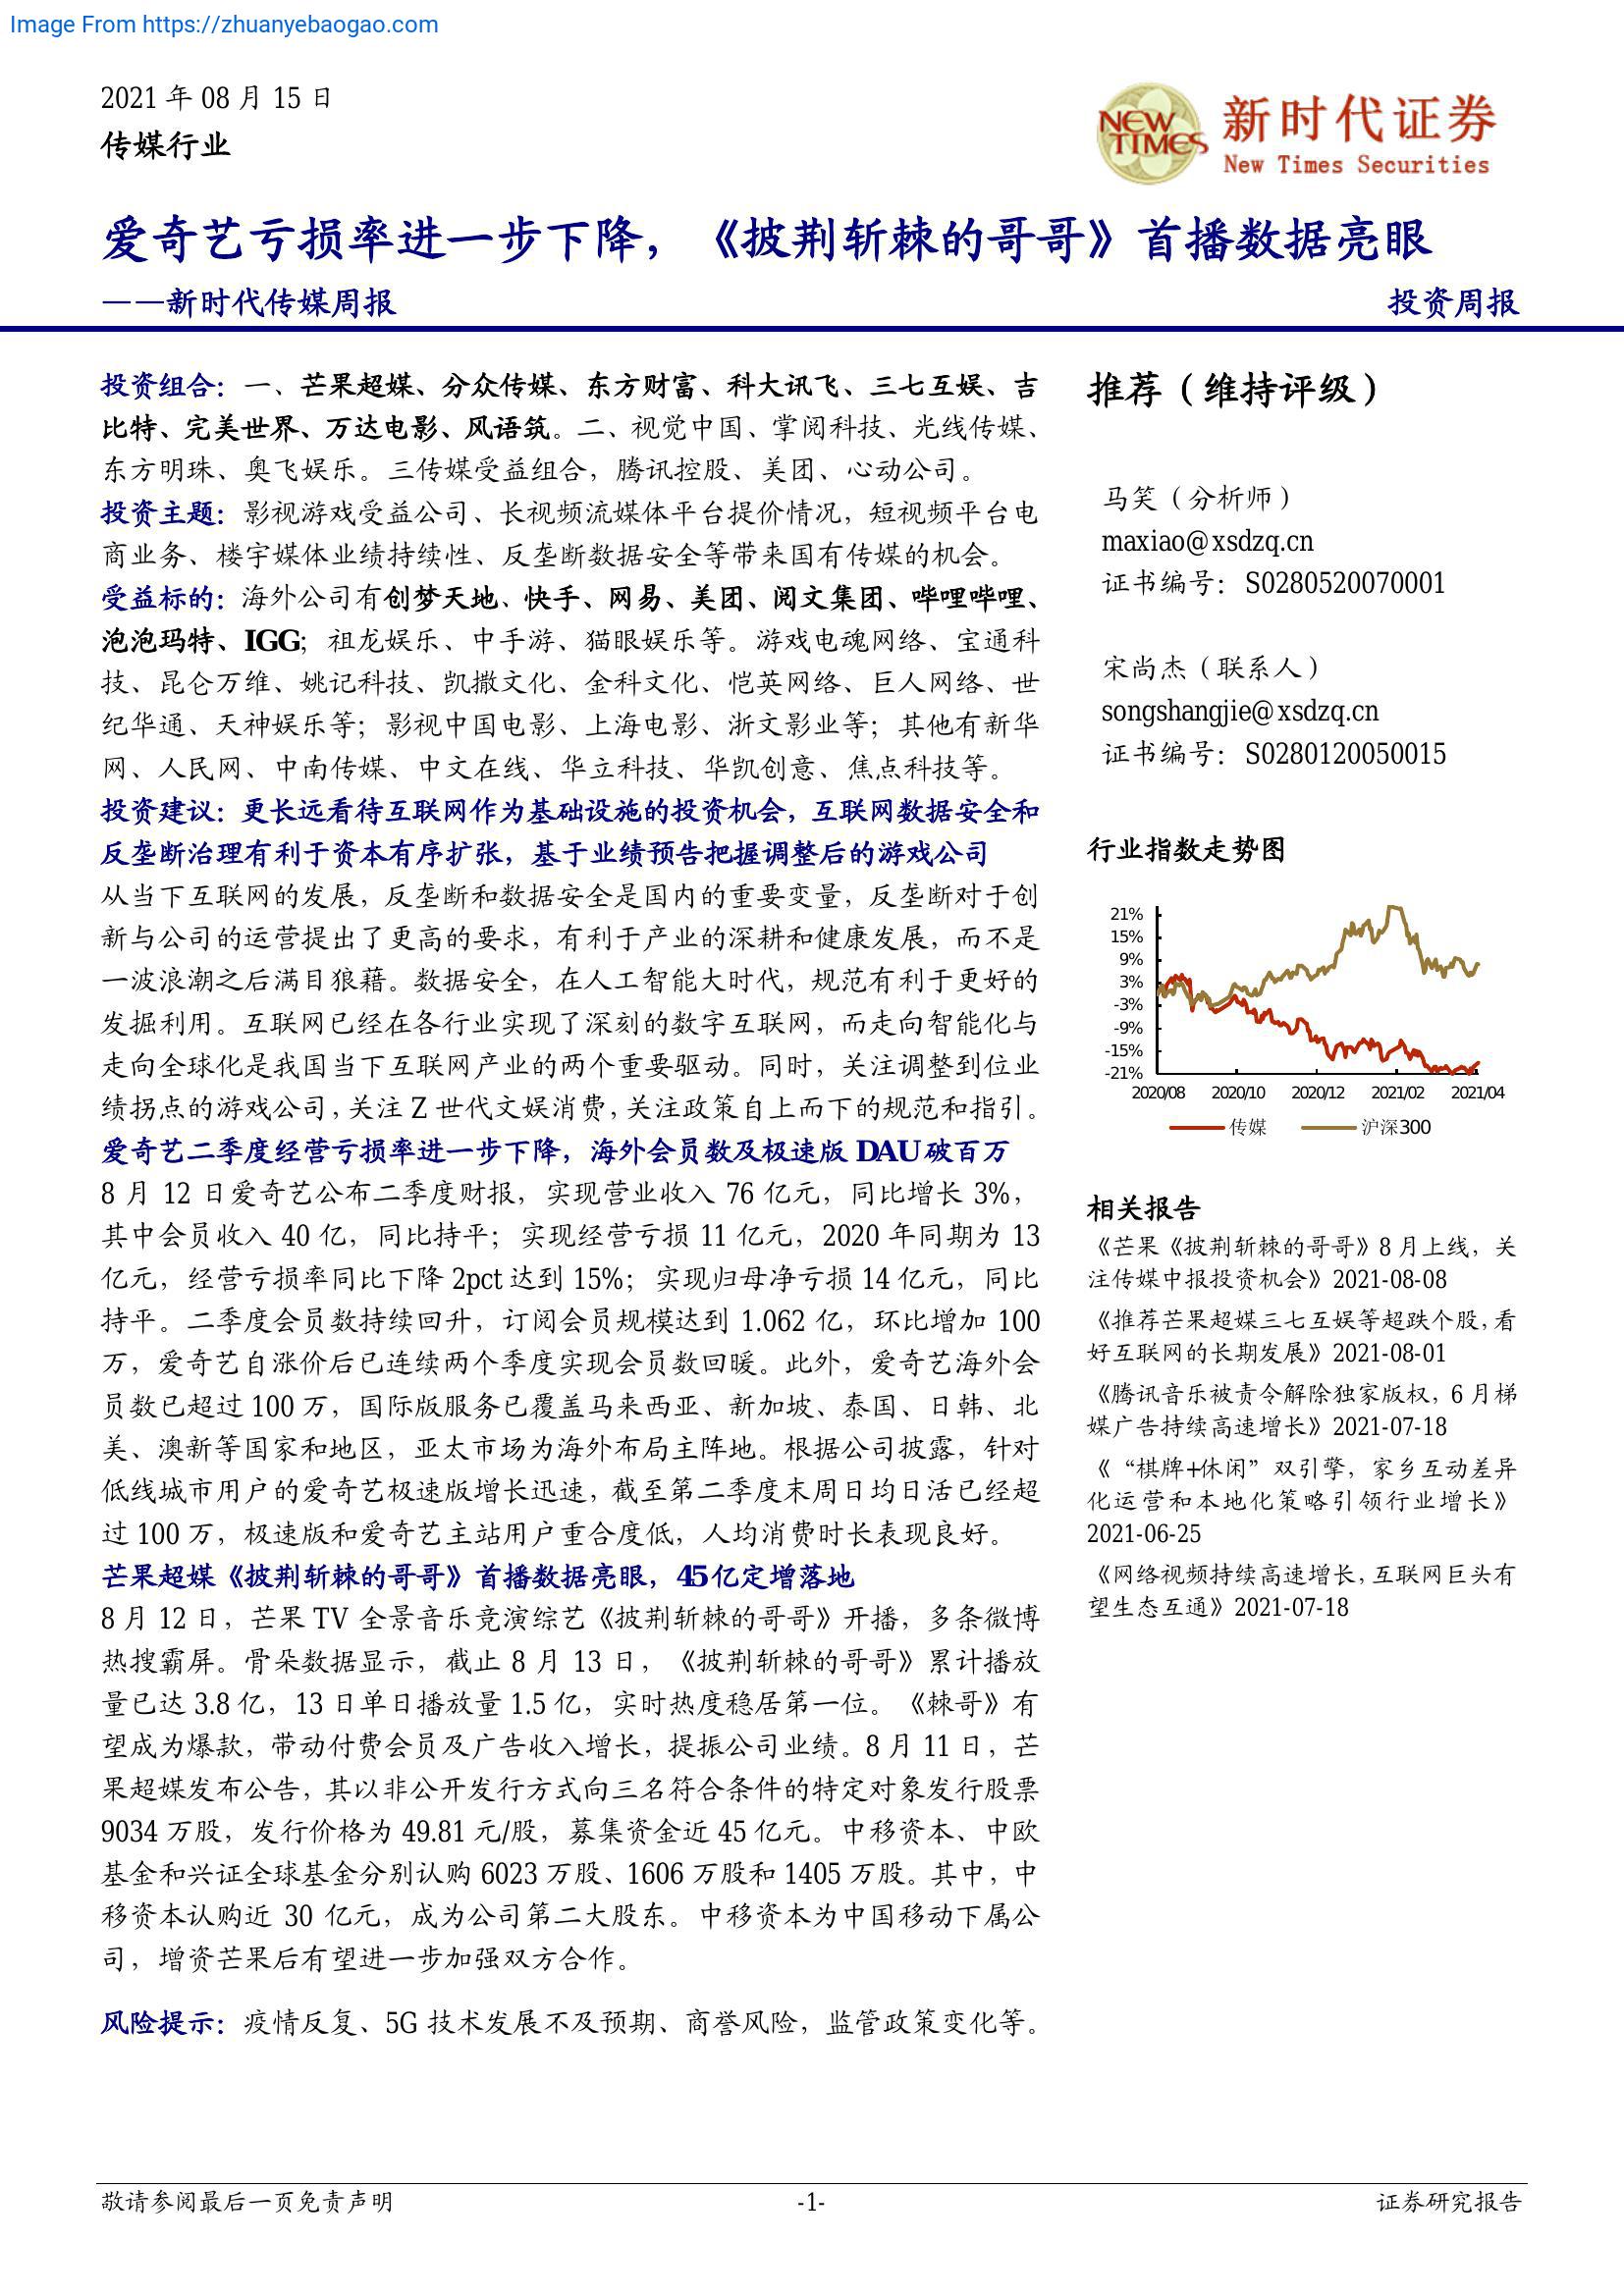 Image From https://zhuanyebaogao.com
2021 年 08 月 15 日
传媒行业
NEW TIMES
新时代证券
New Times Securities
爱奇艺亏损率进一步下降，《披荆斩棘的哥哥》首播数据亮眼
——新时代传媒周报
投资周报
投资组合：一、芒果超媒、分众传媒、东方财富、科大讯飞、三七互娱、吉
比特、完美世界、万达电影、风语筑。二、视觉中国、掌阅科技、光线传媒、
东方明珠、奥飞娱乐。三传媒受益组合，腾讯控股、美团、心动公司。
投资主题：影视游戏受益公司、长视频流媒体平台提价情况，短视频平台电
商业务、楼宇媒体业绩持续性、反垄断数据安全等带来国有传媒的机会。
受益标的：海外公司有创梦天地、快手、网易、美团、阅文集团、哔哩哔哩、
泡泡玛特、IGG；祖龙娱乐、中手游、猫眼娱乐等。游戏电魂网络、宝通科
技、昆仑万维、姚记科技、凯撒文化、金科文化、恺英网络、巨人网络、世
纪华通、天神娱乐等；影视中国电影、上海电影、浙文影业等；其他有新华
网、人民网、中南传媒、中文在线、华立科技、华凯创意、焦点科技等。
投资建议：更长远看待互联网作为基础设施的投资机会，互联网数据安全和
反垄断治理有利于资本有序扩张，基于业绩预告把握调整后的游戏公司
从当下互联网的发展，反垄断和数据安全是国内的重要变量，反垄断对于创
新与公司的运营提出了更高的要求，有利于产业的深耕和健康发展，而不是
一波浪潮之后满目狼藉。数据安全，在人工智能大时代，规范有利于更好的
发掘利用。互联网已经在各行业实现了深刻的数字互联网，而走向智能化与
走向全球化是我国当下互联网产业的两个重要驱动。同时，关注调整到位业
绩拐点的游戏公司，关注 Z 世代文娱消费，关注政策自上而下的规范和指引。
爱奇艺二季度经营亏损率进一步下降，海外会员数及极速版 DAU 破百万
8 月 12 日爱奇艺公布二季度财报，实现营业收入 76 亿元，同比增长 3%，
其中会员收入 40 亿，同比持平；实现经营亏损 11 亿元，2020 年同期为 13
亿元，经营亏损率同比下降 2pct 达到 15%；实现归母净亏损 14 亿元，同比
持平。二季度会员数持续回升，订阅会员规模达到 1.062 亿，环比增加 100
万，爱奇艺自涨价后已连续两个季度实现会员数回暖。此外，爱奇艺海外会
员数已超过 100 万，国际版服务已覆盖马来西亚、新加坡、泰国、日韩、北
美、澳新等国家和地区，亚太市场为海外布局主阵地。根据公司披露，针对
低线城市用户的爱奇艺极速版增长迅速，截至第二季度末周日均日活已经超
过 100 万，极速版和爱奇艺主站用户重合度低，人均消费时长表现良好。
芒果超媒《披荆斩棘的哥哥》首播数据亮眼，45亿定增落地
8 月 12 日，芒果 TV 全景音乐竞演综艺《披荆斩棘的哥哥》开播，多条微博
热搜霸屏。骨朵数据显示，截止 8 月 13 日，《披荆斩棘的哥哥》累计播放
量已达 3.8 亿，13 日单日播放量 1.5 亿，实时热度稳居第一位。《棘哥》有
望成为爆款，带动付费会员及广告收入增长，提振公司业绩。8 月 11 日，芒
果超媒发布公告，其以非公开发行方式向三名符合条件的特定对象发行股票
9034 万股，发行价格为 49.81 元/股，募集资金近 45 亿元。中移资本、中欧
基金和兴证全球基金分别认购 6023 万股、1606 万股和 1405 万股。其中，中
移资本认购近 30 亿元，成为公司第二大股东。中移资本为中国移动下属公
司，增资芒果后有望进一步加强双方合作。
风险提示：疫情反复、5G 技术发展不及预期、商誉风险，监管政策变化等。
推荐（维持评级）
马笑（分析师）
maxiao@xsdzq.cn
证书编号：S0280520070001
宋尚杰（联系人）
songshangjie@xsdzq.cn
证书编号：S0280120050015
行业指数走势图
21%
15%
9%
3%
-3%
-9%
-15%
-21%
2020/08 2020/10 2020/12 2021/02 2021/04
传媒 沪深300
相关报告
《芒果《披荆斩棘的哥哥》8 月上线，关
注传媒中报投资机会》2021-08-08
《推荐芒果超媒三七互娱等超跌个股，看
好互联网的长期发展》2021-08-01
《腾讯音乐被责令解除独家版权，6 月梯
媒广告持续高速增长》2021-07-18
《“棋牌+休闲”双引擎，家乡互动差异
化运营和本地化策略引领行业增长》
2021-06-25
《网络视频持续高速增长，互联网巨头有
望生态互通》2021-07-18
敬请参阅最后一页免责声明
-1-
证券研究报告